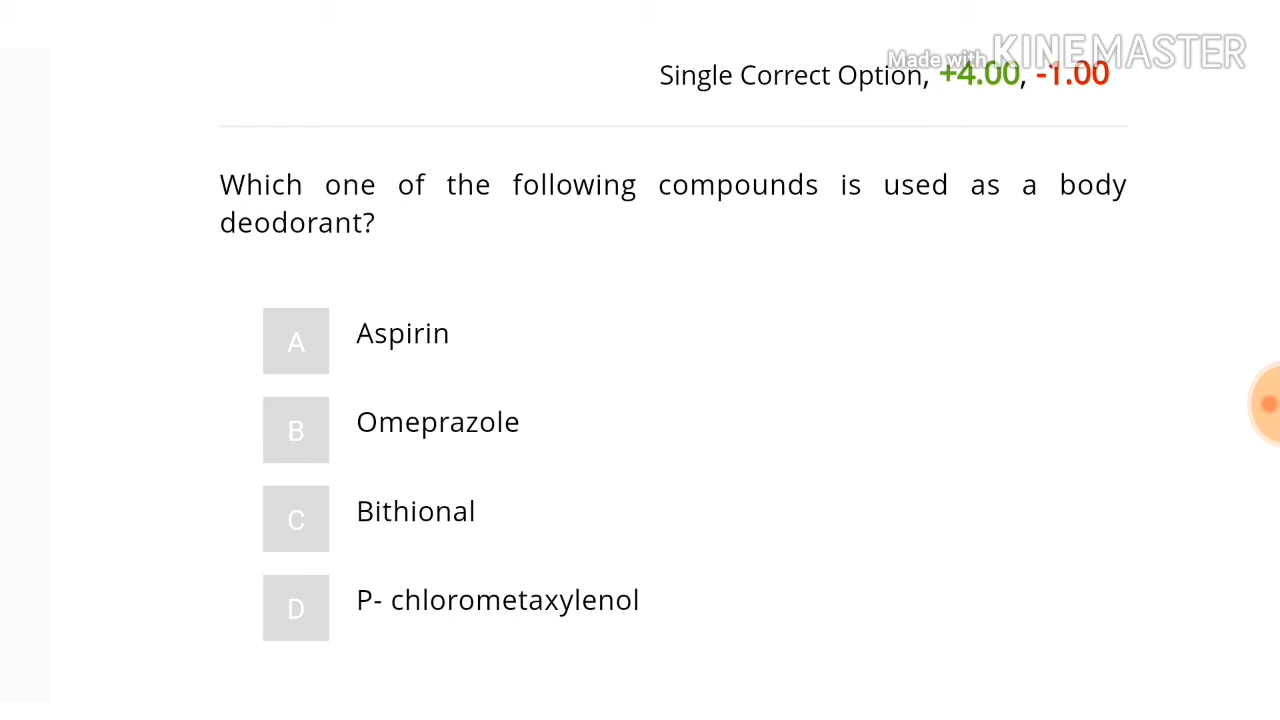 Made with KINEMASTER
Single Correct Option, +4.00, -1.00
Which one of the following compounds is used as a body
deodorant?
A Aspirin
B Omeprazole
C Bithional
D P- chlorometaxylenol